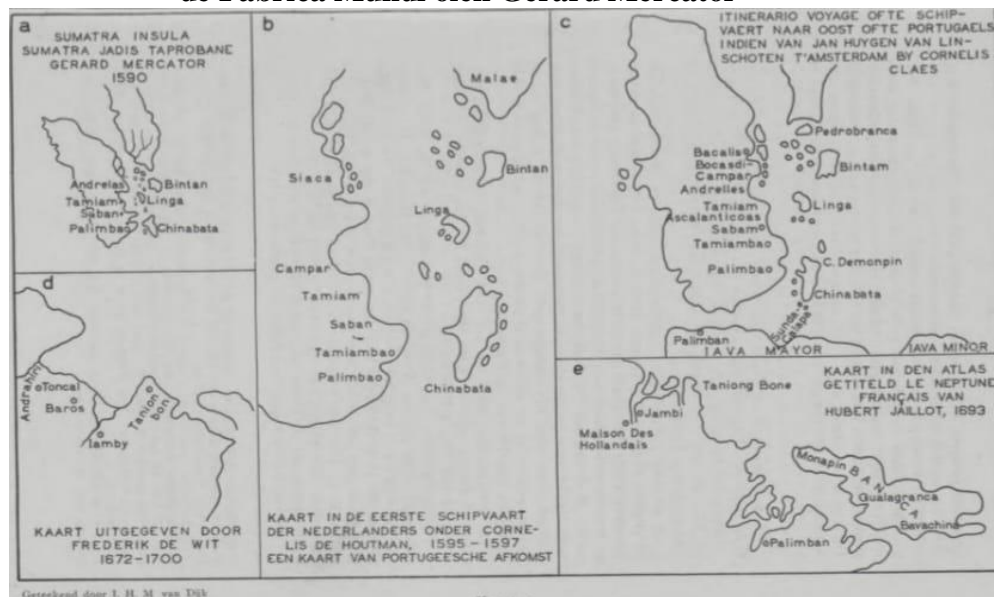 de Fabrica Mundi oleh Gerard Mercator
a
SUMATRA INSULA
SUMATRA JADIS TAPROBANE
GERARD MERCATOR
1590
Andrelas
Bintan
Tamiam
Linga
Saban
Palimbao
Chinabata
b
Malae
Siaca
Bintan
Linga
Campar
Tamiam
Saban
Tamiambao
Palimbao
Chinabata
KAART IN DE EERSTE SCHIPVAART
DER NEDERLANDERS ONDER CORNE-
LIS DE HOUTMAN, 1595-1597
EEN KAART VAN PORTUGEESCHE AFKOMST
c
ITINERARIO VOYAGE OFTE SCHIP-
VAERT NAAR OOST OFTE PORTUGAELS
INDIEN VAN JAN HUYGEN VAN LIN-
SCHOTEN T'AMSTERDAM BY CORNELIS
CLAES
Pedrobranca
Bacalis
Bocasdi-
Campar
Bintam
Andrelles
Tamiam
Linga
Ascalanticoas
Sabam
Tamiambao
C. Demonpin
Palimbao
Chinabata
Sunda-
Calapa
Palimban
IAVA MAYOR
IAVA MINOR
d
Andrahiri
Toncal
Baros
Tanionbon
Iamby
KAART UITGEGEVEN DOOR
FREDERIK DE WIT
1672-1700
e
Taniong Bone
KAART IN DEN ATLAS
GETITELD LE NEPTUNE
FRANÇAIS VAN
HUBERT JAILLOT, 1693
Jambi
Maison Des
Hollandais
Monapin
BANCA
Gualagranca
Bavachina
Palimban
Geteekend door J. H. M. van Dijk